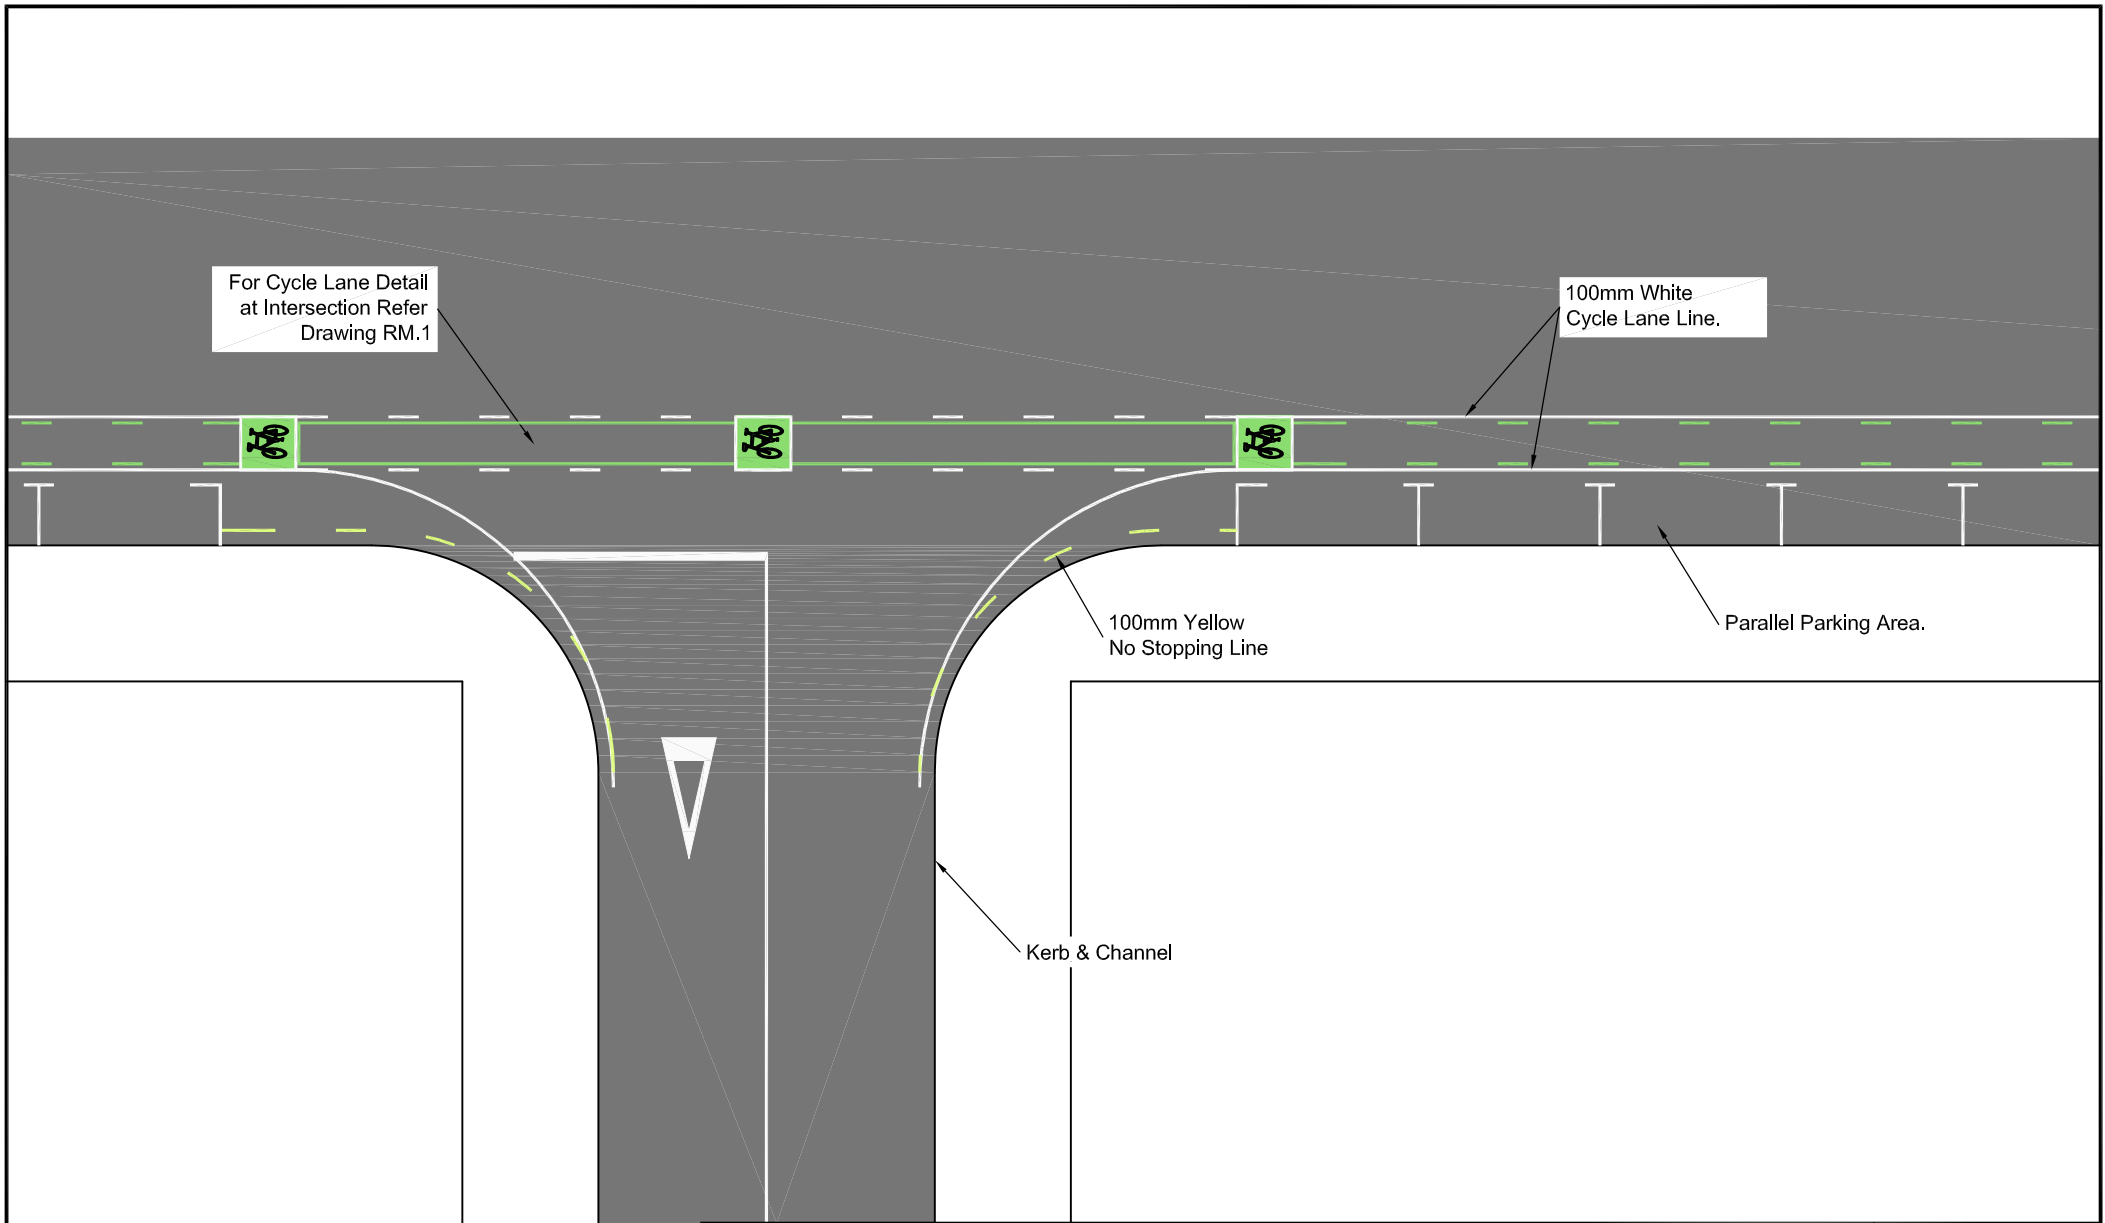 For Cycle Lane Detail
at Intersection Refer
Drawing RM.1
100mm White
Cycle Lane Line.
100mm Yellow
No Stopping Line
Parallel Parking Area.
Kerb & Channel